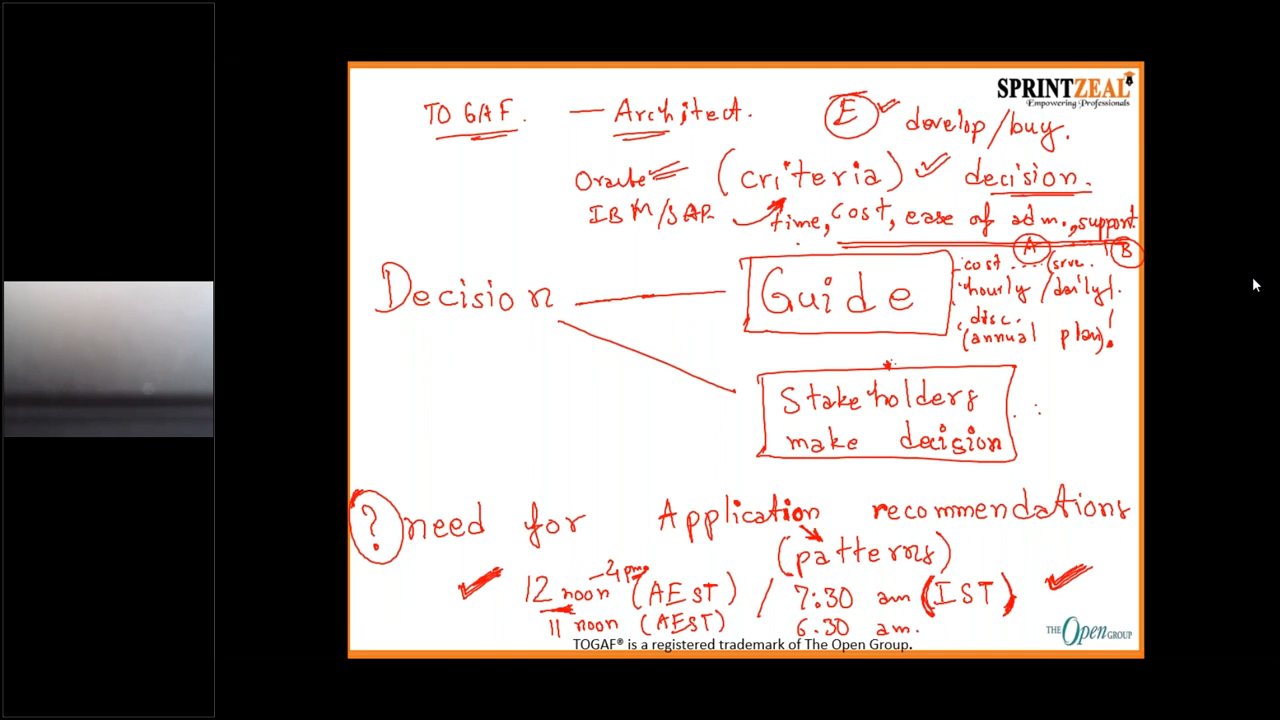 SPRINTZEAL
Empowering Professionals
TOGAF. — Architect. E develop/buy.
Oracle (criteria) decision.
IBM/SAP time, cost, ease of adm., support
A B
Decision Guide
cost .... (srvc.
hourly/daily).
disc.
(annual plan)!
Stakeholders
make decision
? need for Application recommendations
(patterns)
12 noon -4pm (AEST) / 7:30 am (IST)
11 noon (AEST) 6.30 am.
TOGAF® is a registered trademark of The Open Group.
THE Open GROUP